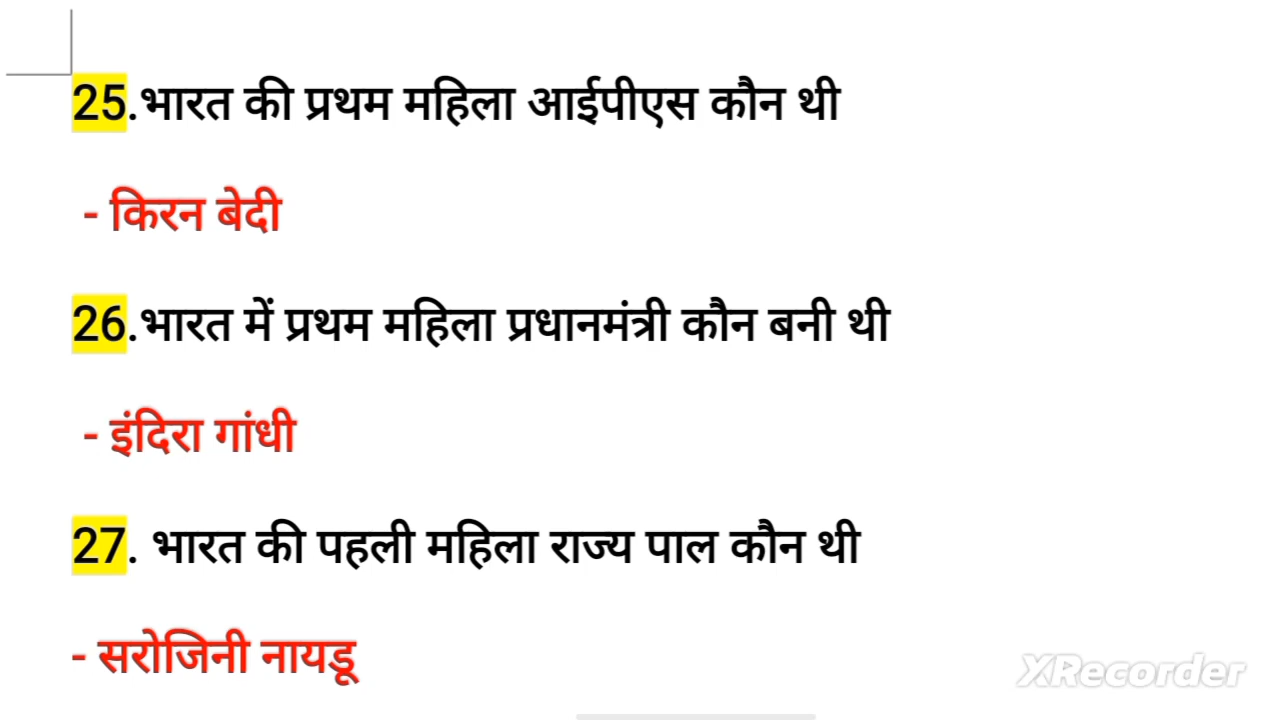 25.भारत की प्रथम महिला आईपीएस कौन थी
- किरन बेदी
26.भारत में प्रथम महिला प्रधानमंत्री कौन बनी थी
- इंदिरा गांधी
27. भारत की पहली महिला राज्य पाल कौन थी
- सरोजिनी नायडू
XRecorder